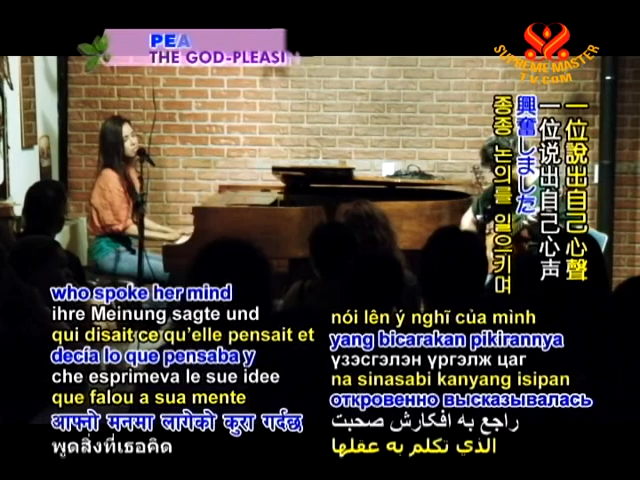 PEA
THE GOD-PLEASIN
SUPREME MASTER
TV.COM
一位說出自己心聲
一位说出自己心声
興奮しました
종종 논의를 일으키며
who spoke her mind
ihre Meinung sagte und
qui disait ce qu'elle pensait et
decía lo que pensaba y
che esprimeva le sue idee
que falou a sua mente
आफ्नो मनमा लागेको कुरा गर्दछ
พูดสิ่งที่เธอคิด
nói lên ý nghĩ của mình
yang bicarakan pikirannya
үзэсгэлэн үргэлж цаг
na sinasabi kanyang isipan
откровенно высказывалась
راجع به افکارش صحبت
الذي تكلم به عقلها